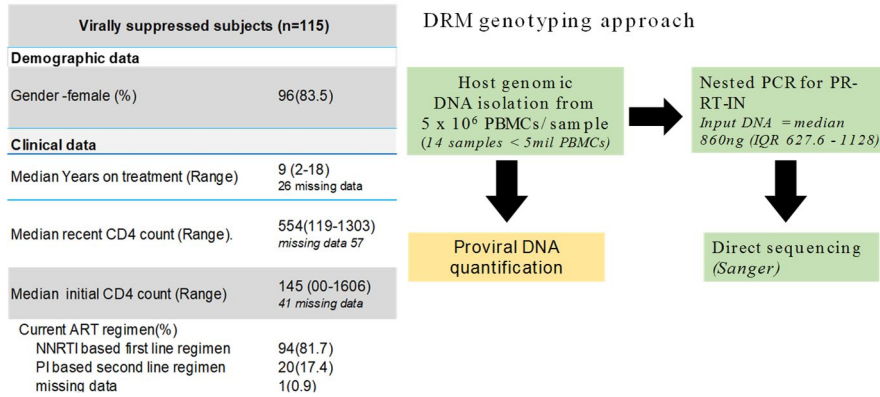 Virally suppressed subjects (n=115)
Demographic data
Gender -female (%) 96(83.5)
Clinical data
Median Years on treatment (Range) 9 (2-18)
26 missing data
Median recent CD4 count (Range). 554(119-1303)
missing data 57
Median initial CD4 count (Range) 145 (00-1606)
41 missing data
Current ART regimen(%)
NNRTI based first line regimen 94(81.7)
PI based second line regimen 20(17.4)
missing data 1(0.9)
DRM genotyping approach
Host genomic
DNA isolation from
5 x 10⁶ PBMCs/sample
(14 samples < 5mil PBMCs)
Nested PCR for PR-
RT-IN
Input DNA = median
860ng (IQR 627.6 - 1128)
Proviral DNA
quantification
Direct sequencing
(Sanger)